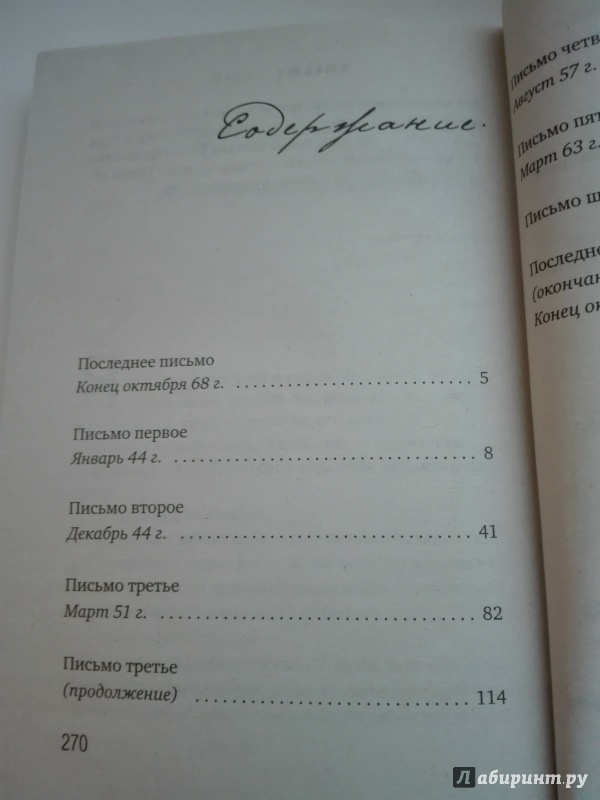 Содержание.
Последнее письмо
Конец октября 68 г. . . . . . . . . . . . . . . . . . . . . . . 5
Письмо первое
Январь 44 г. . . . . . . . . . . . . . . . . . . . . . . . . . . . . 8
Письмо второе
Декабрь 44 г. . . . . . . . . . . . . . . . . . . . . . . . . . . . 41
Письмо третье
Март 51 г. . . . . . . . . . . . . . . . . . . . . . . . . . . . . . 82
Письмо третье
(продолжение) . . . . . . . . . . . . . . . . . . . . . . . . . 114
270
Письмо четв
Август 57 г.
Письмо пят
Март 63 г.
Письмо ш
Последне
(окончан
Конец ок
Лабиринт.ру